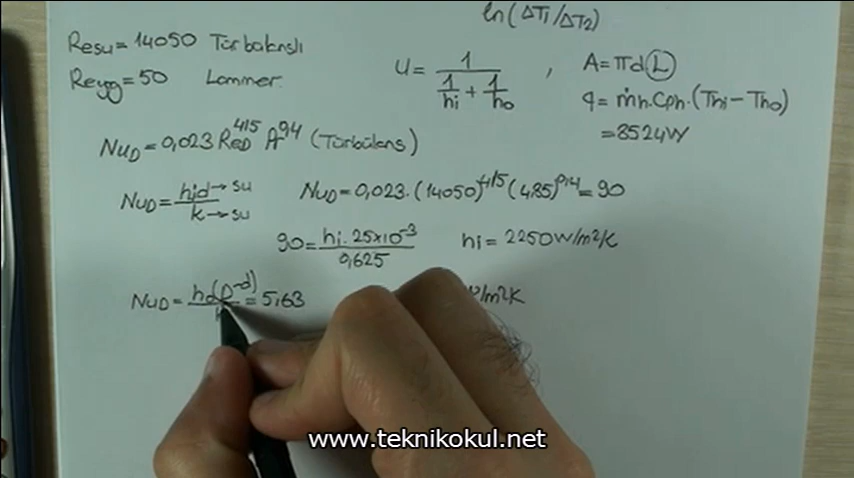 ln(ΔT1/ΔT2)
Resu=14050 Türbülanslı
Reyağ=50 Laminer
U= 1 / (1/hi + 1/ho) , A=πdL
q=ṁh.Cph.(Thi-Tho)
=8524W
NuD=0,023 ReD^4/5 Pr^0,4 (Türbülans)
NuD= hid→su / k→su NuD=0,023.(14050)^4/5 (4,85)^0,4=90
90= hi.25x10^-3 / 0,625 hi=2250W/m2K
NuD= ho(D-d) / k =5,63 W/m2K
www.teknikokul.net